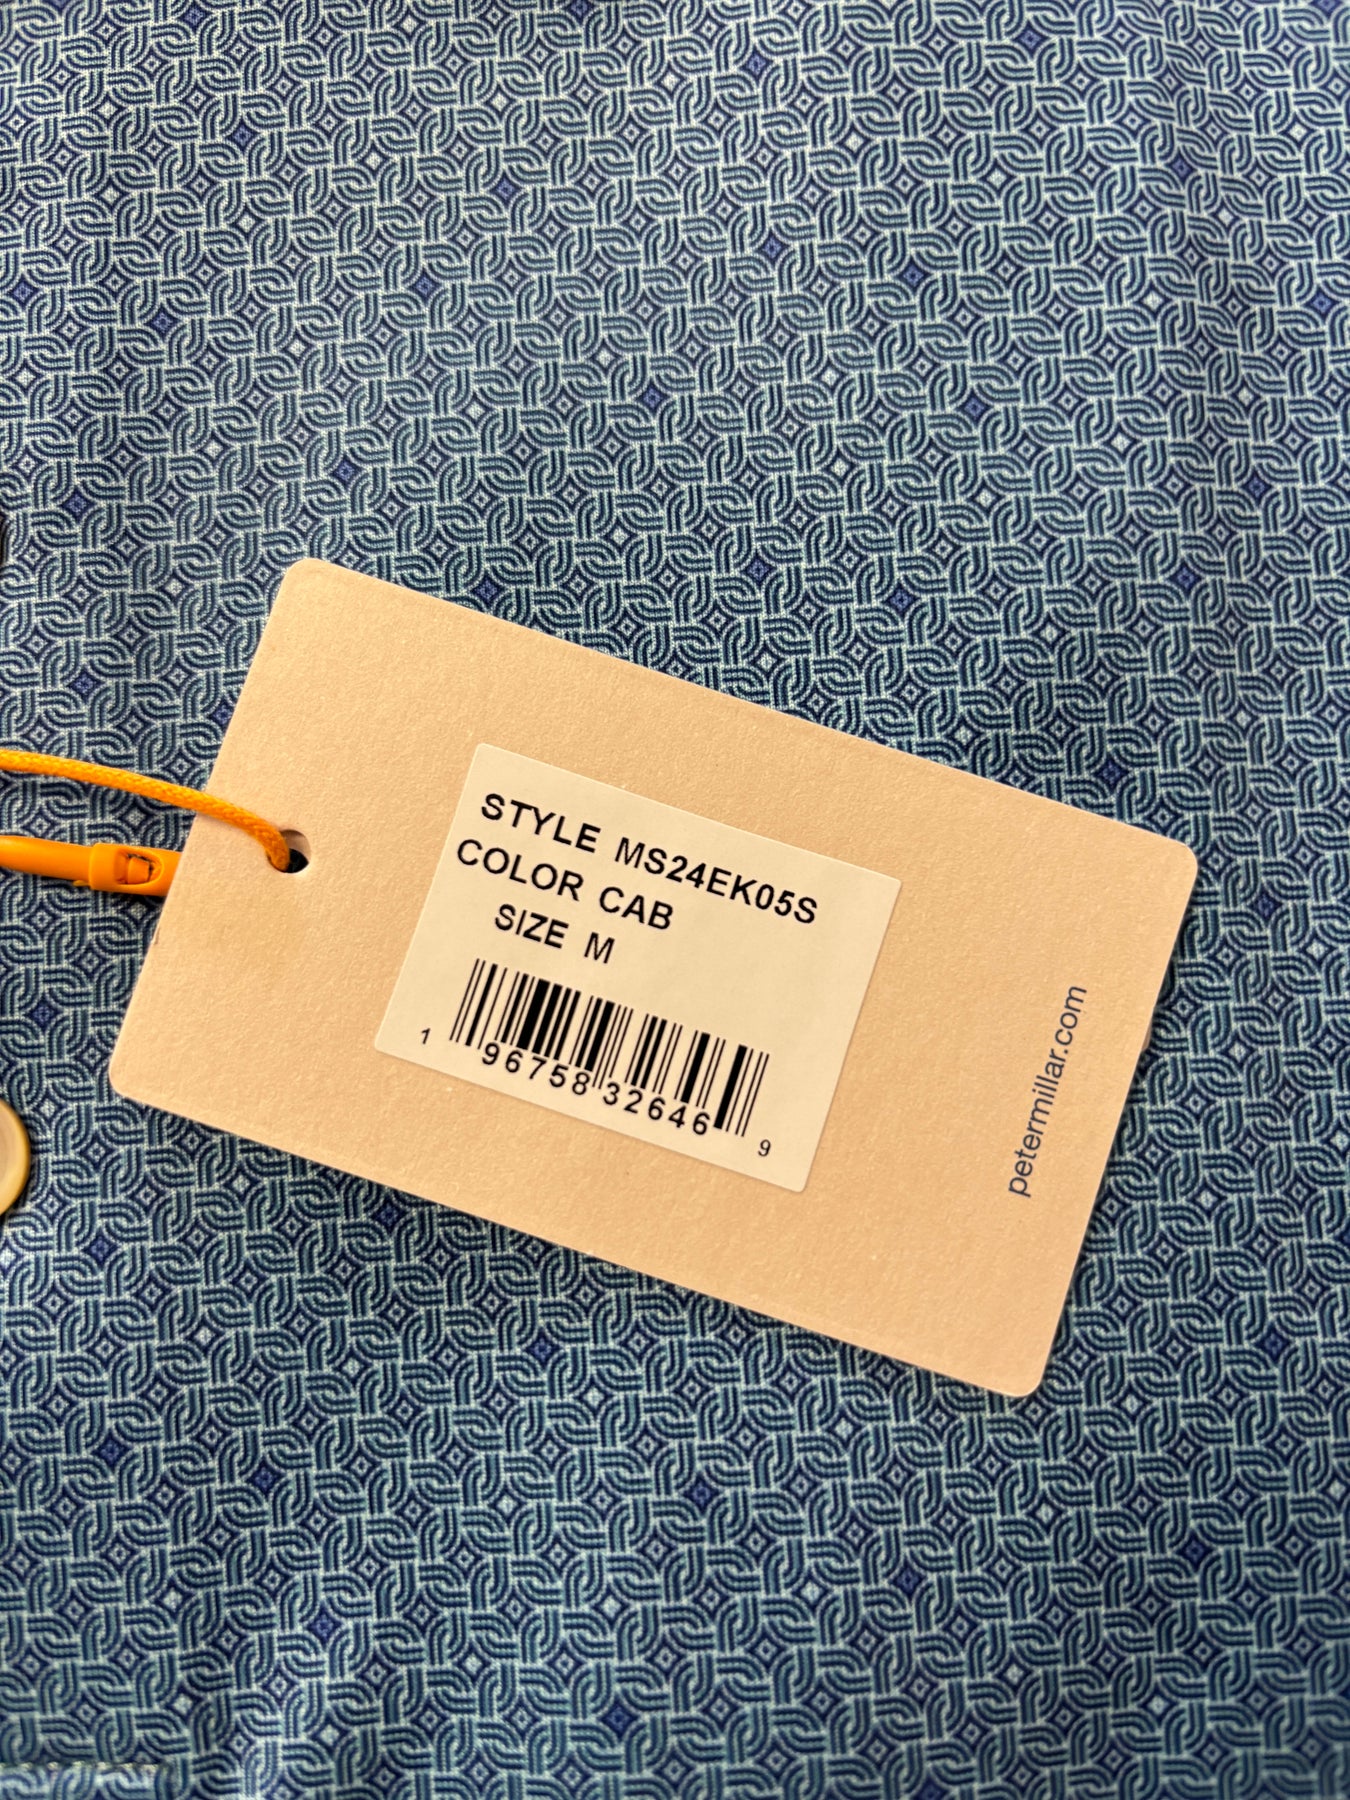 STYLE MS24EK05S
COLOR CAB
SIZE M
1 96758 32646 9
petermillar.com